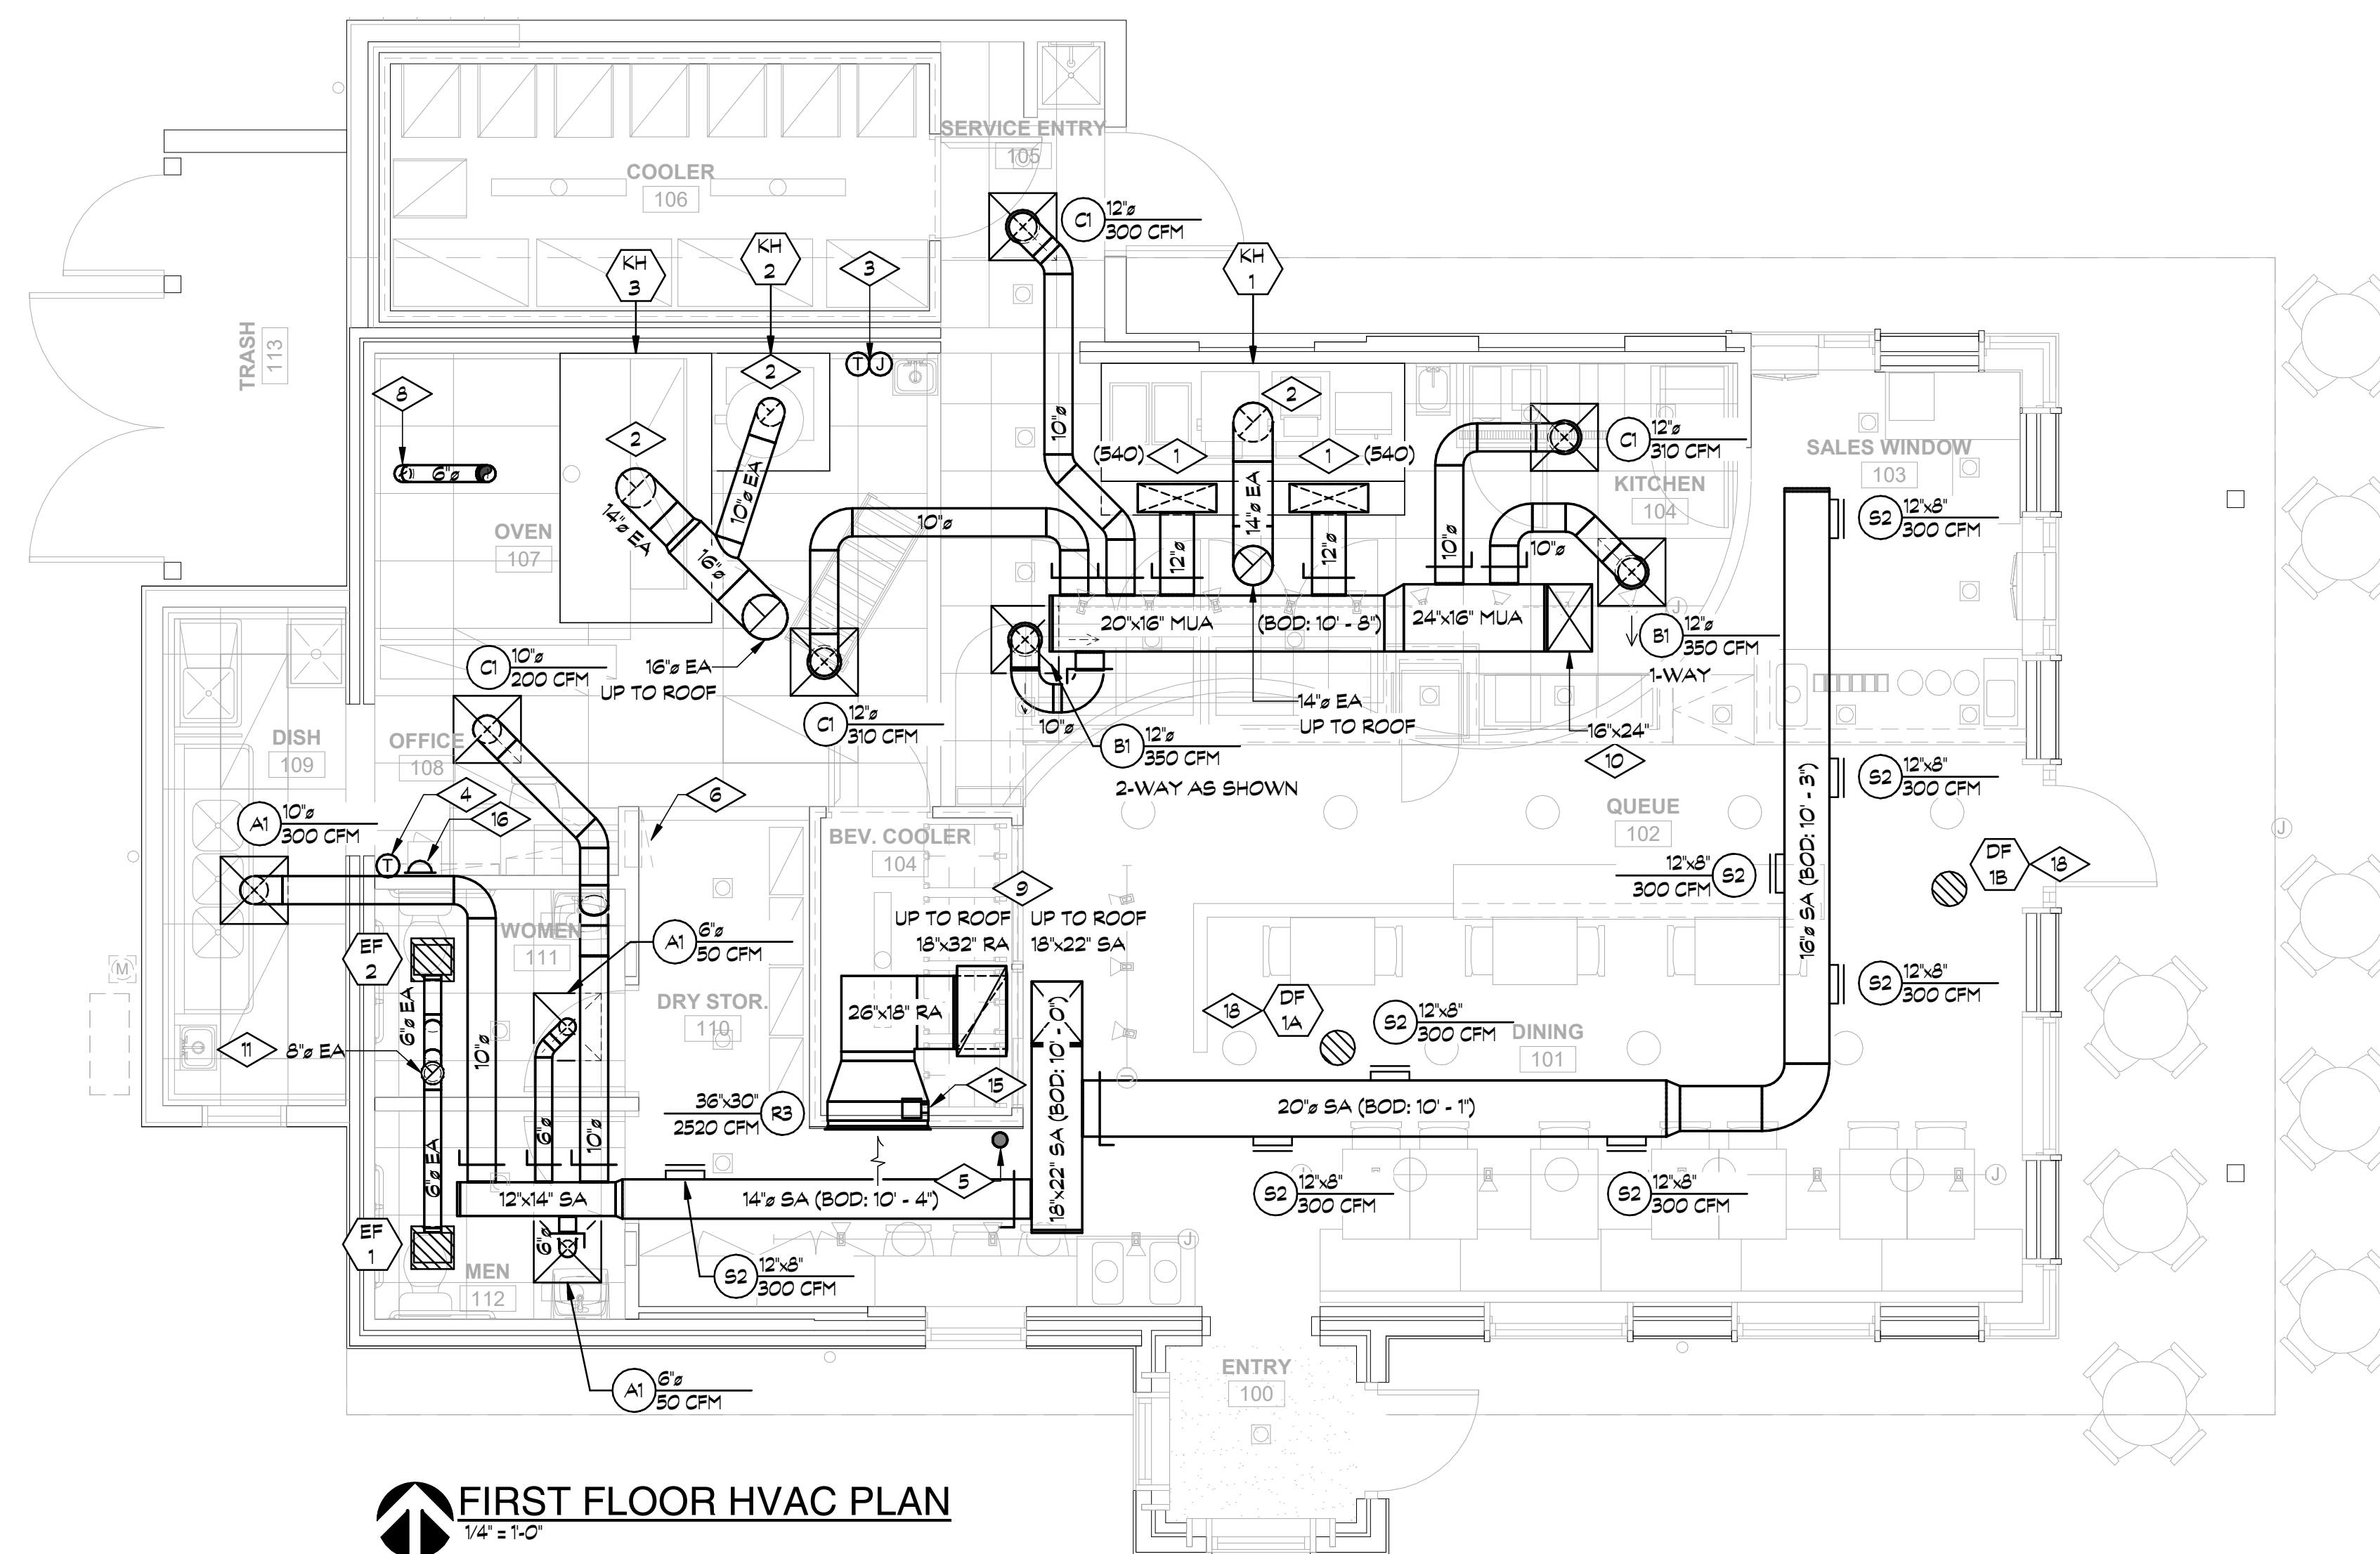 SERVICE ENTRY
105
COOLER
106
C1
12"ø
300 CFM
KH
3
KH
2
3
KH
1
TRASH
113
T
J
2
8
6"ø
2
10"ø EA
14"ø EA
16"ø
OVEN
107
10"ø
10"ø
(540)
1
2
1
(540)
14"ø EA
12"ø
12"ø
10"ø
10"ø
C1
12"ø
310 CFM
KITCHEN
104
SALES WINDOW
103
S2
12"x8"
300 CFM
20"x16" MUA
(BOD: 10' - 8")
24"x16" MUA
J
B1
12"ø
350 CFM
1-WAY
C1
10"ø
200 CFM
16"ø EA
UP TO ROOF
C1
12"ø
310 CFM
10"ø
B1
12"ø
350 CFM
2-WAY AS SHOWN
14"ø EA
UP TO ROOF
16"x24"
10
DISH
109
OFFICE
108
4
16
6
T
A1
10"ø
300 CFM
BEV. COOLER
104
9
UP TO ROOF
18"x32" RA
UP TO ROOF
18"x22" SA
QUEUE
102
S2
12"x8"
300 CFM
12"x8"
300 CFM
S2
16"ø SA (BOD: 10' - 3")
DF
1B
18
J
S2
12"x8"
300 CFM
WOMEN
111
A1
6"ø
50 CFM
EF
2
M
6"ø EA
11
8"ø EA
10"ø
6"ø
10"ø
6"ø EA
DRY STOR.
110
26"x18" RA
15
36"x30"
2520 CFM
R3
18"x22" SA (BOD: 10' - 0")
J
18
DF
1A
S2
12"x8"
300 CFM
DINING
101
20"ø SA (BOD: 10' - 1")
12"x14" SA
14"ø SA (BOD: 10' - 4")
5
S2
12"x8"
300 CFM
S2
12"x8"
300 CFM
J
J
EF
1
6"ø
MEN
112
S2
12"x8"
300 CFM
A1
6"ø
50 CFM
ENTRY
100
FIRST FLOOR HVAC PLAN
1/4" = 1'-0"